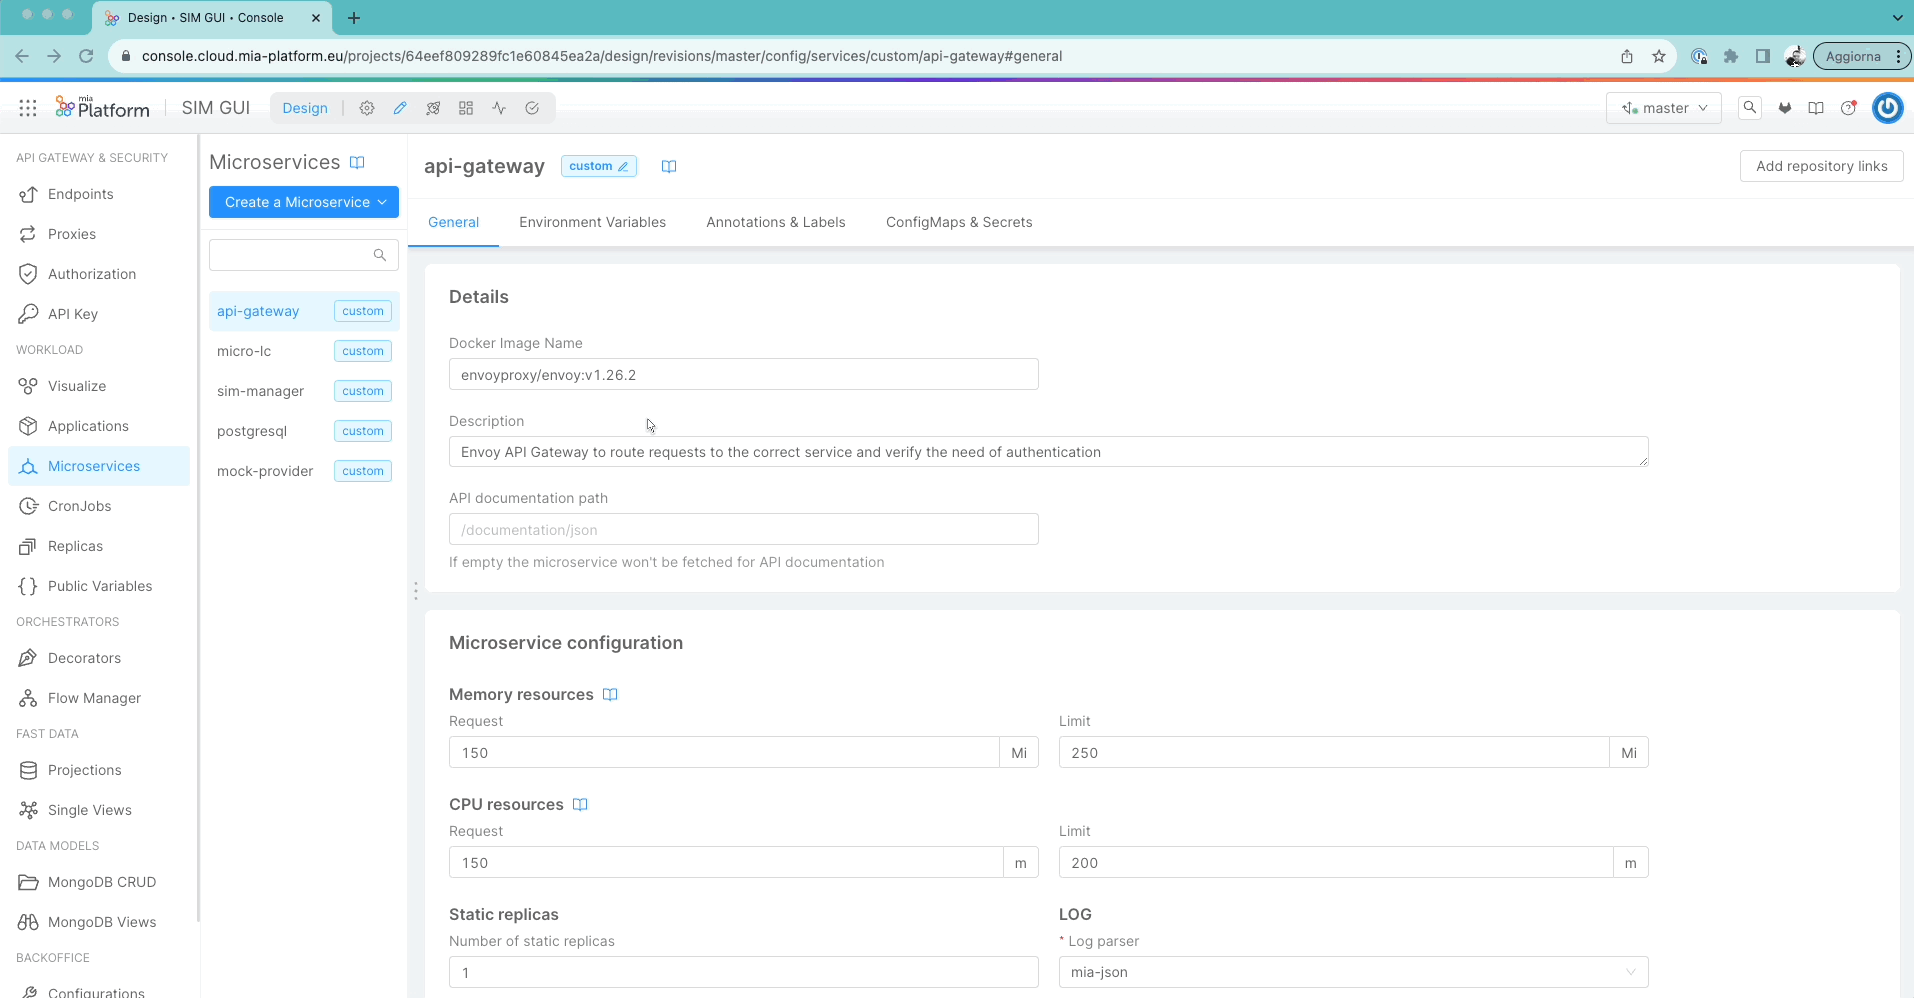 Design • SIM GUI • Console
console.cloud.mia-platform.eu/projects/64eef809289fc1e60845ea2a/design/revisions/master/config/services/custom/api-gateway#general
Aggiorna
mia
Platform
SIM GUI
Design
master
API GATEWAY & SECURITY
Endpoints
Proxies
Authorization
API Key
WORKLOAD
Visualize
Applications
Microservices
CronJobs
Replicas
Public Variables
ORCHESTRATORS
Decorators
Flow Manager
FAST DATA
Projections
Single Views
DATA MODELS
MongoDB CRUD
MongoDB Views
BACKOFFICE
Configurations
Microservices
Create a Microservice
api-gateway custom
micro-lc custom
sim-manager custom
postgresql custom
mock-provider custom
api-gateway custom
Add repository links
General Environment Variables Annotations & Labels ConfigMaps & Secrets
Details
Docker Image Name
envoyproxy/envoy:v1.26.2
Description
Envoy API Gateway to route requests to the correct service and verify the need of authentication
API documentation path
/documentation/json
If empty the microservice won't be fetched for API documentation
Microservice configuration
Memory resources
Request Limit
150 Mi 250 Mi
CPU resources
Request Limit
150 m 200 m
Static replicas LOG
Number of static replicas * Log parser
1 mia-json